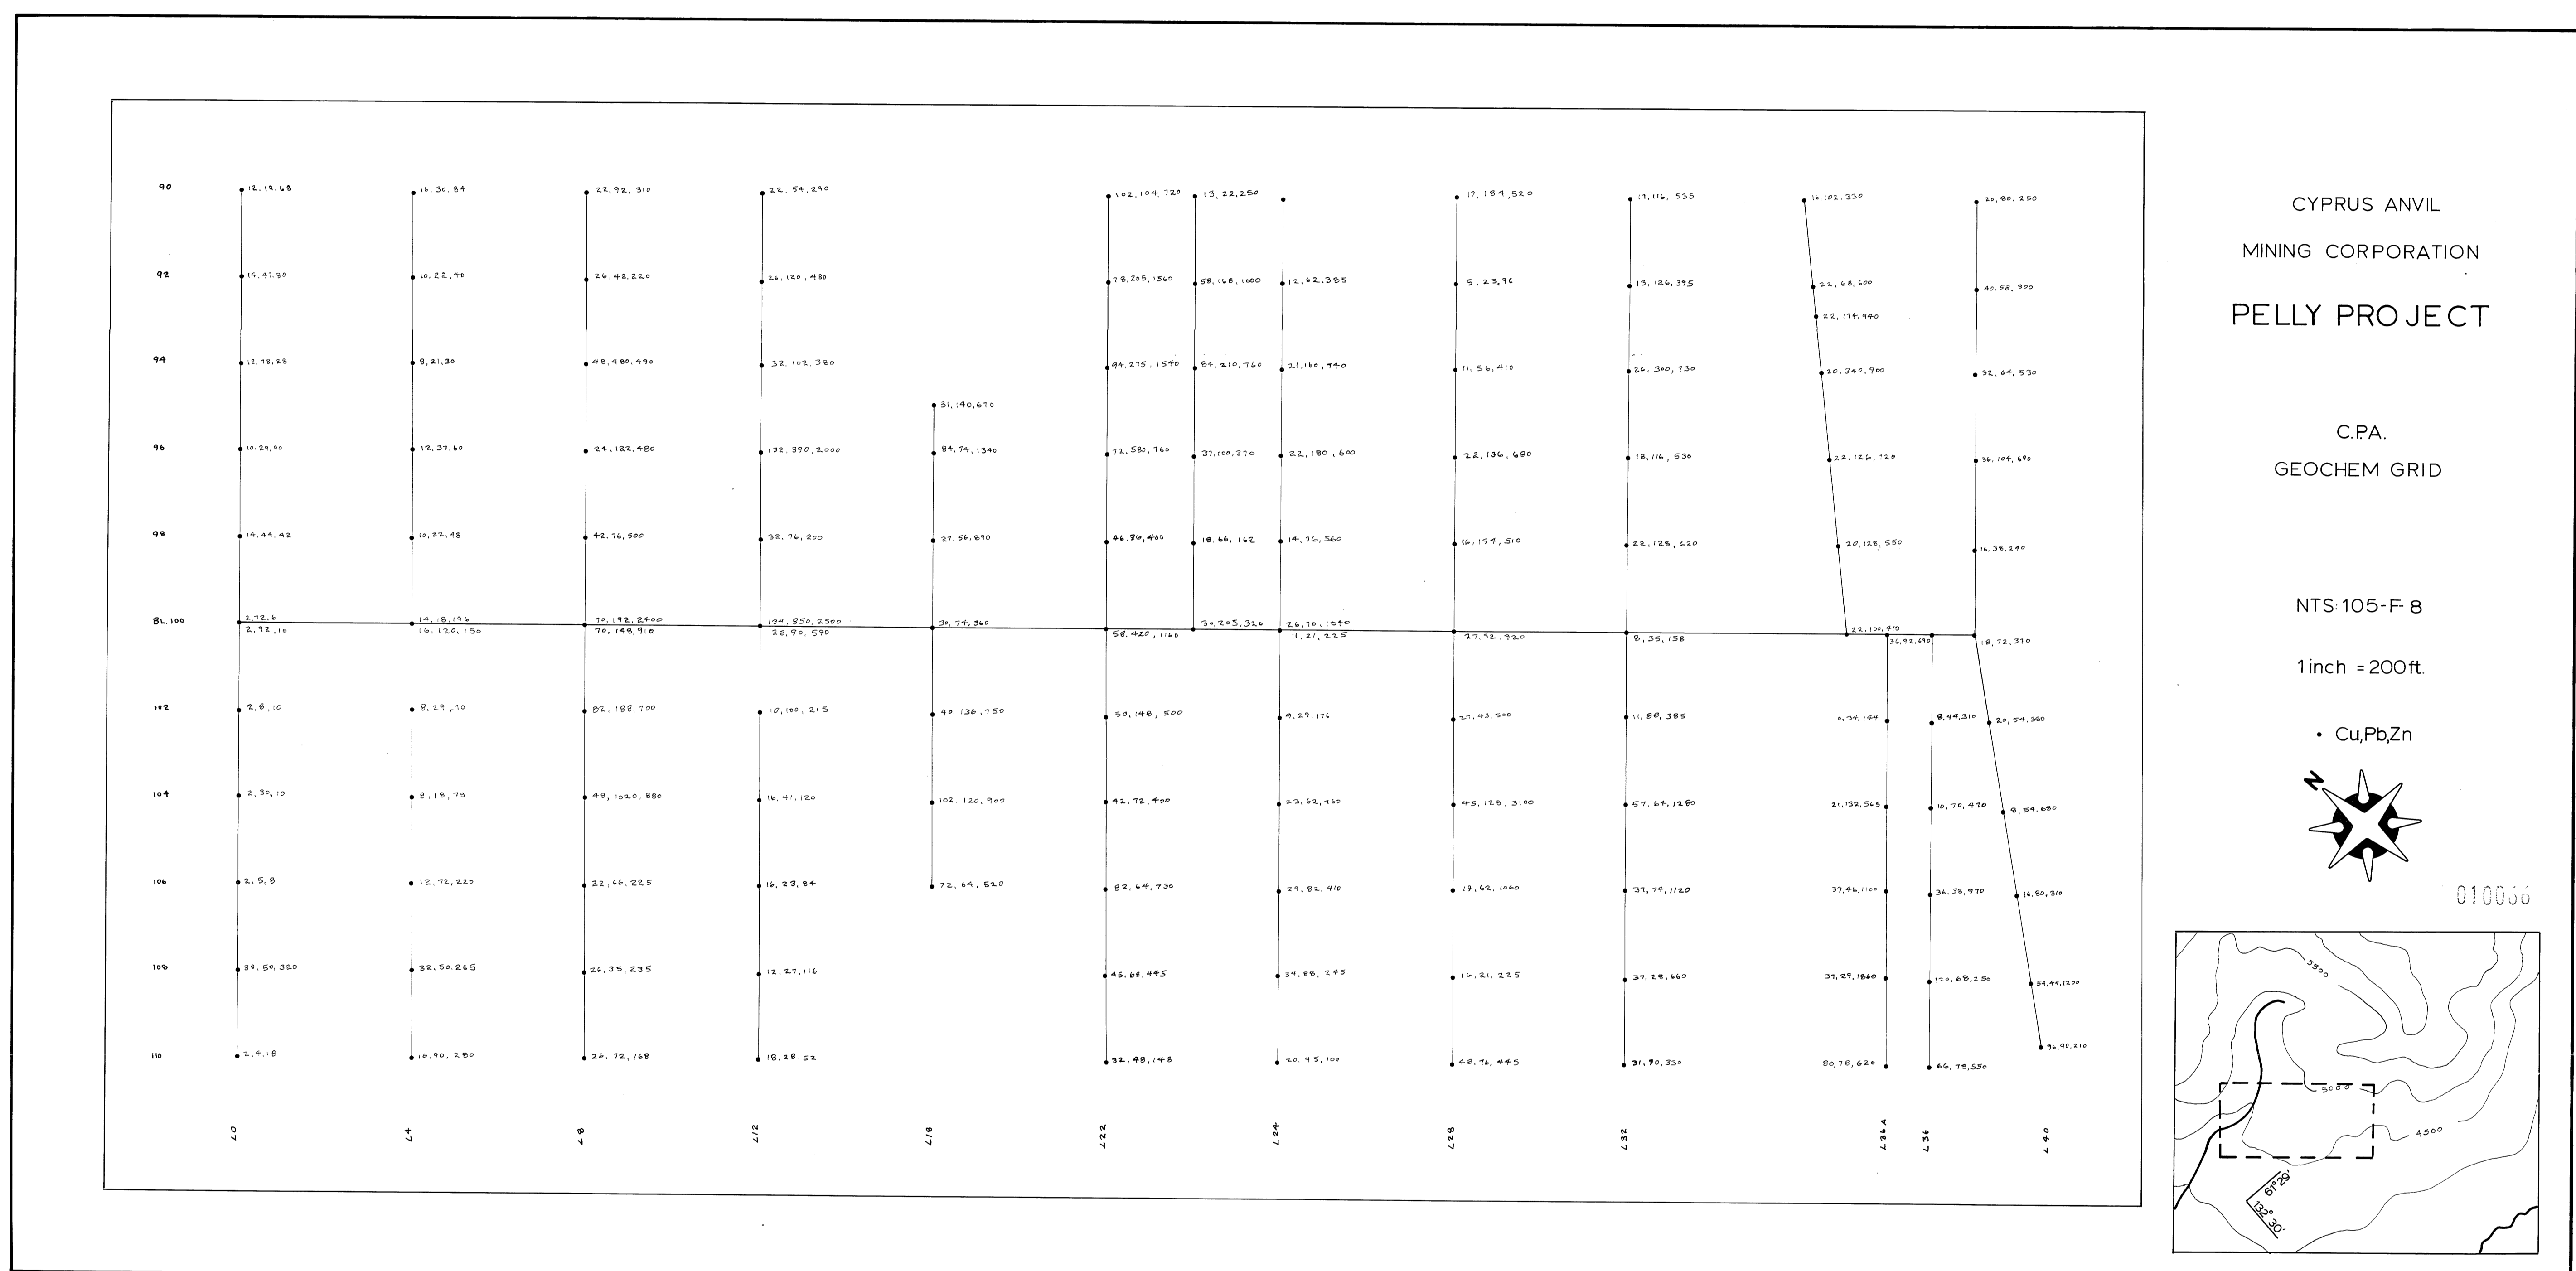 90 12,19,68 16,30,84 22,92,310 22,54,290 102,104,720 13,22,250 17,184,520 17,116,535 16,102,330 20,80,250
92 14,47,80 10,22,40 26,42,220 26,120,480 78,205,1560 58,168,1000 12,62,385 5,25,96 13,126,395 22,68,600 40,58,300
22,174,940
94 12,78,28 8,21,30 48,480,490 32,102,380 94,275,1540 84,210,760 21,160,740 11,56,410 26,300,730 20,340,900 32,64,530
31,140,670
96 10,29,90 12,37,60 24,122,480 132,390,2000 84,74,1340 72,580,760 37,100,370 22,180,600 22,136,680 18,116,530 22,126,720 36,104,690
98 14,44,42 10,22,48 42,76,500 32,76,200 27,56,890 46,86,400 18,66,162 14,76,560 16,194,510 22,128,620 20,128,550 16,38,240
BL.100 2,72,6 14,18,196 70,192,2400 134,850,2500 30,74,360 30,205,320 26,70,1040 22,100,410
2,92,10 16,120,150 70,148,910 28,90,590 58,420,1160 11,21,225 27,92,920 8,35,158 36,92,690 18,72,370
102 2,8,10 8,29,70 82,188,700 10,100,215 40,136,750 50,148,500 9,29,176 27,43,500 11,88,385 10,34,144 8,44,310 20,54,360
104 2,30,10 8,18,78 48,1020,880 16,41,120 102,120,900 42,72,400 23,62,760 45,128,3100 57,64,1280 21,132,565 10,70,470 8,54,680
106 2,5,8 12,72,220 22,66,225 16,23,84 72,64,520 82,64,730 29,82,410 19,62,1060 37,74,1120 39,46,1100 36,38,970 16,80,310
108 38,50,320 32,50,265 26,35,235 12,27,116 45,68,445 34,88,245 16,21,225 37,28,660 37,29,1860 120,68,250 54,44,1200
110 2,4,18 16,90,280 26,72,168 18,28,52 32,48,148 20,45,100 48,76,445 31,90,330 80,78,620 66,78,550 96,90,210
L0 L4 L8 L12 L18 L22 L24 L28 L32 L36A L36 L40
CYPRUS ANVIL
MINING CORPORATION
PELLY PROJECT
C.P.A.
GEOCHEM GRID
NTS: 105-F-8
1 inch = 200 ft.
• Cu,Pb,Zn
N
5500
5000
4500
61°29'
132° 30'